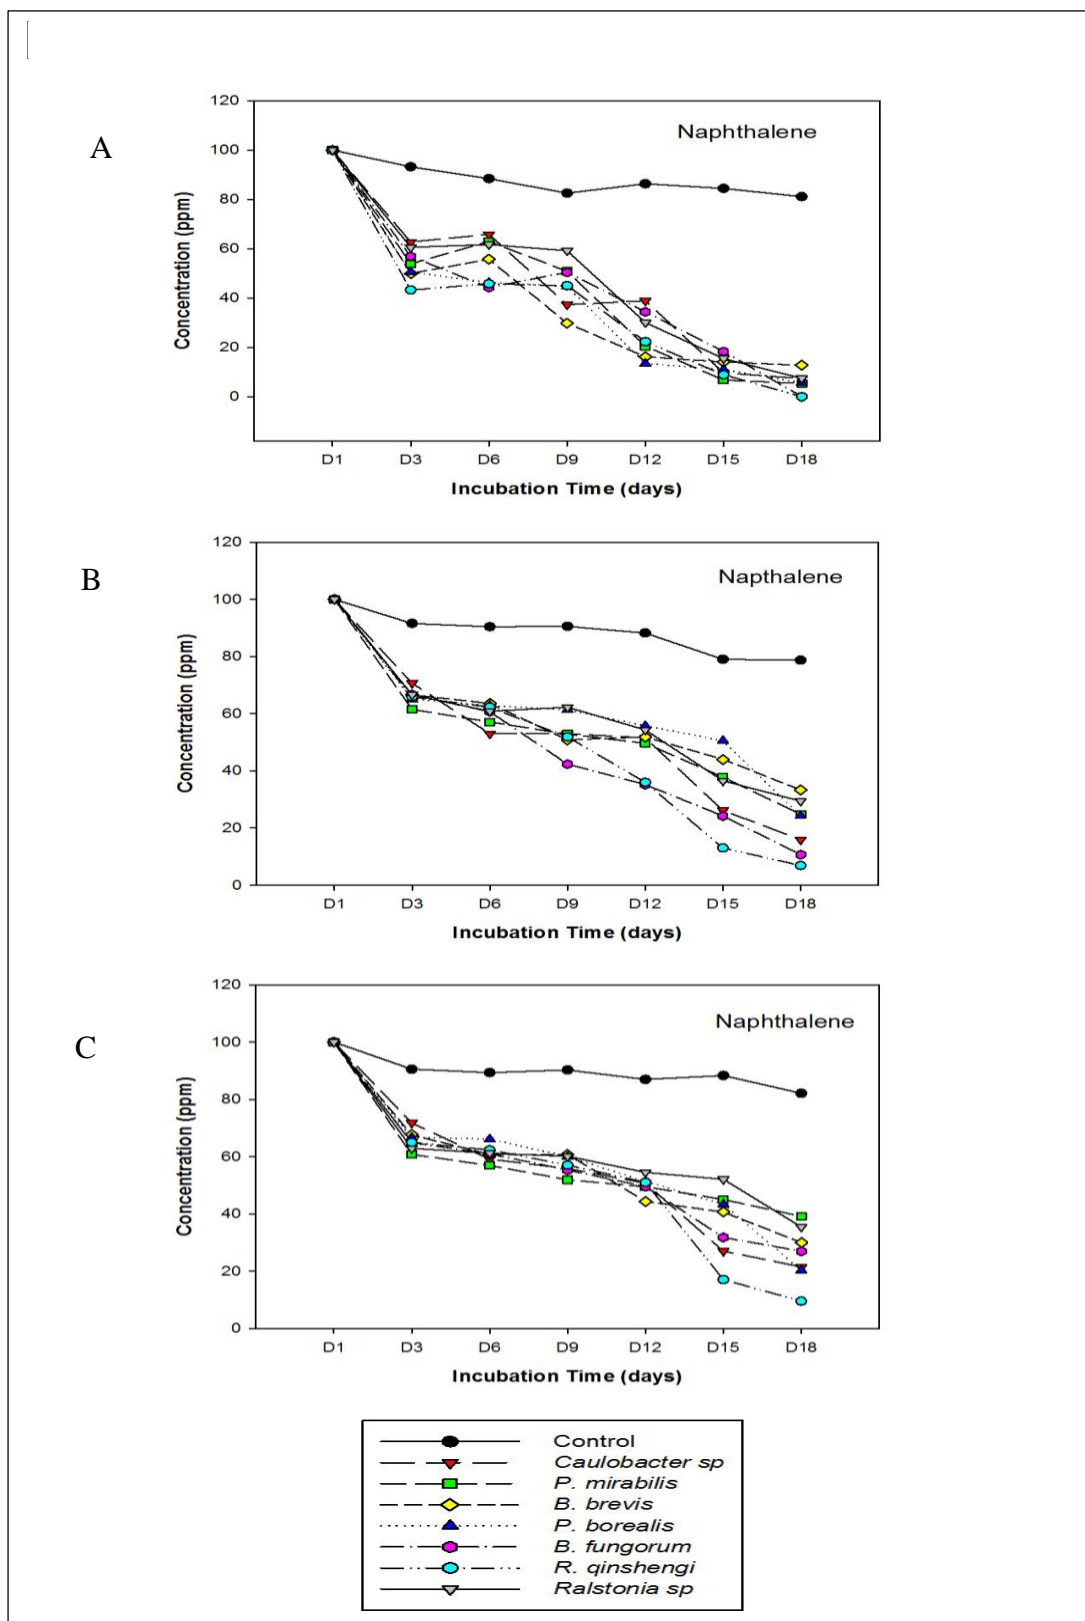 A
Naphthalene
Concentration (ppm)
120
100
80
60
40
20
0
D1 D3 D6 D9 D12 D15 D18
Incubation Time (days)
B
Napthalene
Concentration (ppm)
120
100
80
60
40
20
0
D1 D3 D6 D9 D12 D15 D18
Incubation Time (days)
C
Naphthalene
Concentration (ppm)
120
100
80
60
40
20
0
D1 D3 D6 D9 D12 D15 D18
Incubation Time (days)
Control
Caulobacter sp
P. mirabilis
B. brevis
P. borealis
B. fungorum
R. qinshengi
Ralstonia sp